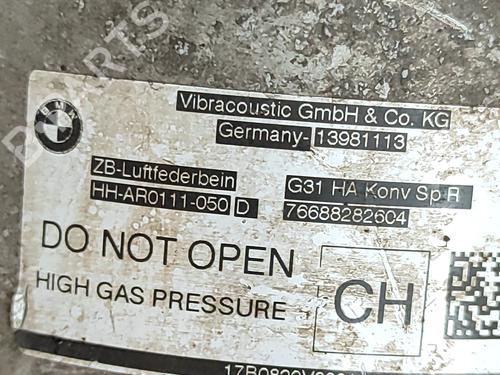 BMW
Vibracoustic GmbH & Co. KG
Germany- 13981113
ZB-Luftfederbein
HH-AR0111-050 D
G31 HA Konv Sp R
76688282604
DO NOT OPEN
HIGH GAS PRESSURE
CH